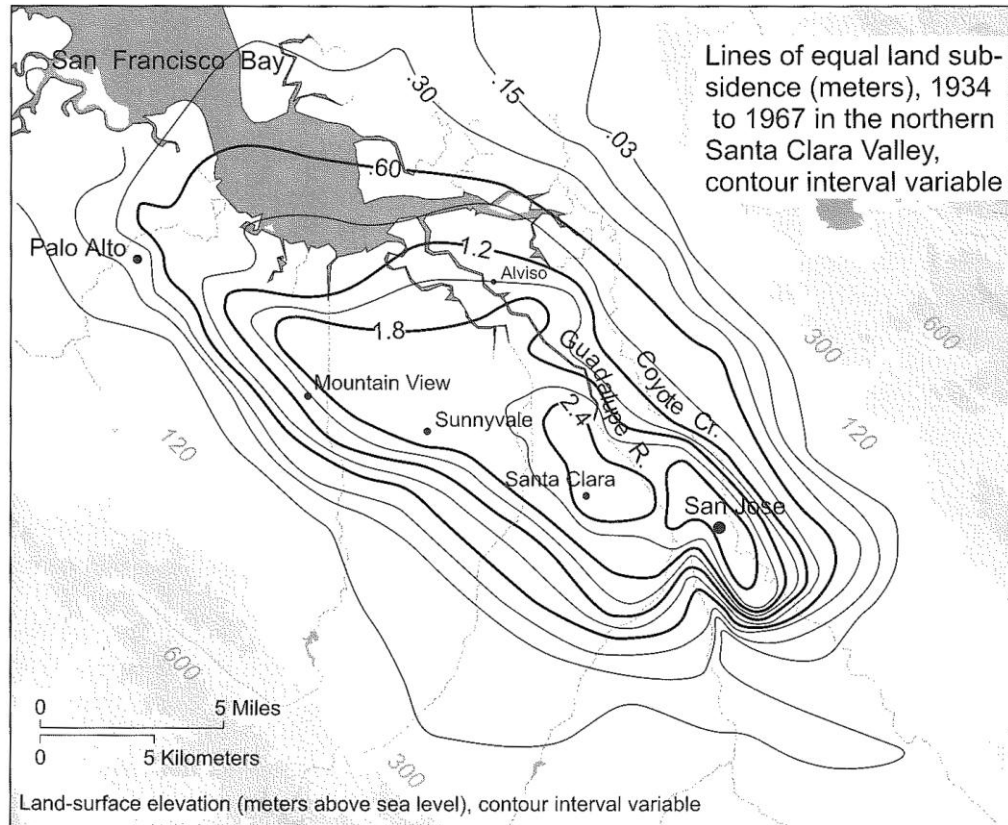 San Francisco Bay
Lines of equal land sub-
sidence (meters), 1934
to 1967 in the northern
Santa Clara Valley,
contour interval variable
.30
.15
.03
.60
Palo Alto
1.2
Alviso
1.8
Guadalupe R.
Coyote Cr.
300
600
Mountain View
2.4
120
Sunnyvale
120
Santa Clara
San Jose
600
0 5 Miles
0 5 Kilometers
300
Land-surface elevation (meters above sea level), contour interval variable